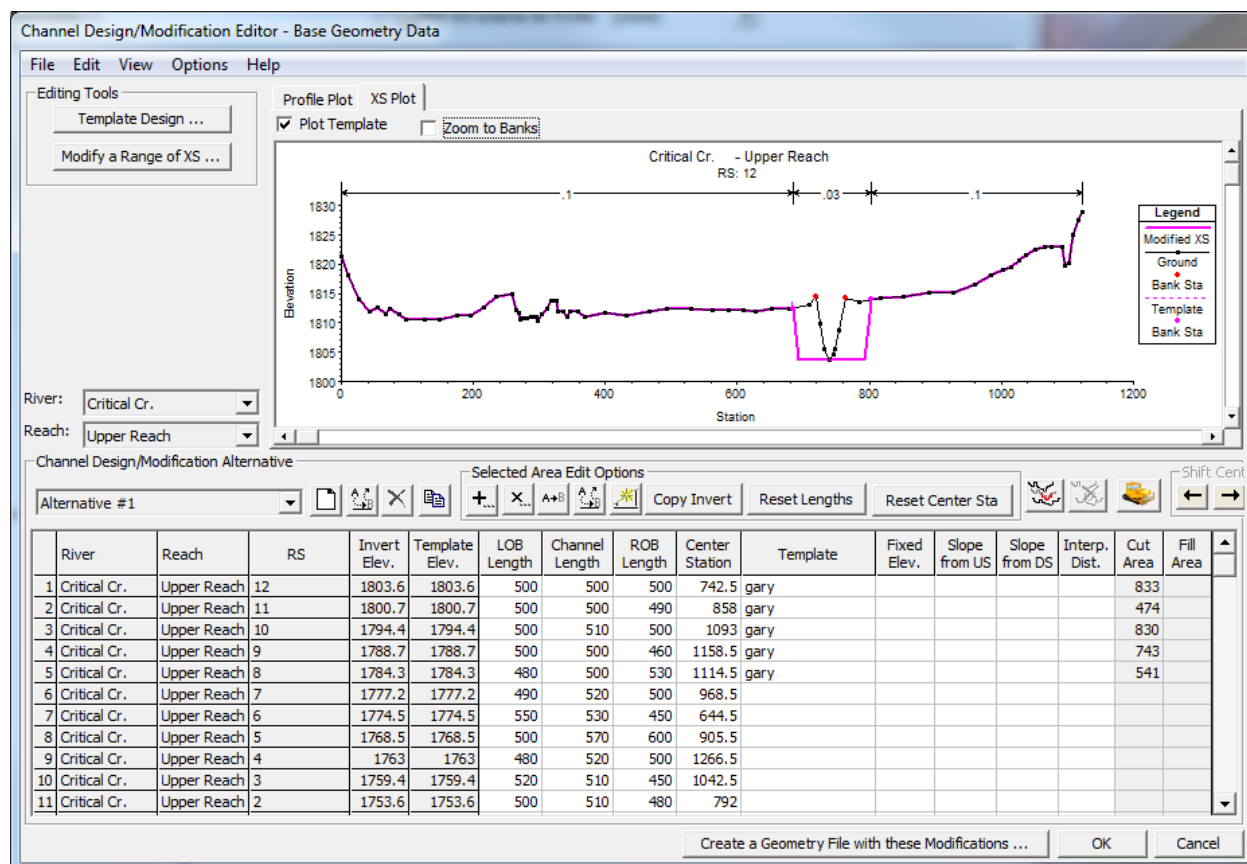 Channel Design/Modification Editor - Base Geometry Data
File Edit View Options Help
Editing Tools
Template Design ...
Modify a Range of XS ...
Profile Plot XS Plot
Plot Template Zoom to Banks
Critical Cr. - Upper Reach
RS: 12
.1 .03 .1
1830
1825
1820
1815
1810
1805
1800
Elevation
0 200 400 600 800 1000 1200
Station
Legend
Modified XS
Ground
Bank Sta
Template
Bank Sta
River: Critical Cr.
Reach: Upper Reach
Channel Design/Modification Alternative
Alternative #1
Selected Area Edit Options
Copy Invert Reset Lengths Reset Center Sta
Shift Cent
River Reach RS Invert Elev. Template Elev. LOB Length Channel Length ROB Length Center Station Template Fixed Elev. Slope from US Slope from DS Interp. Dist. Cut Area Fill Area
1 Critical Cr. Upper Reach 12 1803.6 1803.6 500 500 500 742.5 gary 833
2 Critical Cr. Upper Reach 11 1800.7 1800.7 500 500 490 858 gary 474
3 Critical Cr. Upper Reach 10 1794.4 1794.4 500 510 500 1093 gary 830
4 Critical Cr. Upper Reach 9 1788.7 1788.7 500 500 460 1158.5 gary 743
5 Critical Cr. Upper Reach 8 1784.3 1784.3 480 500 530 1114.5 gary 541
6 Critical Cr. Upper Reach 7 1777.2 1777.2 490 520 500 968.5
7 Critical Cr. Upper Reach 6 1774.5 1774.5 550 530 450 644.5
8 Critical Cr. Upper Reach 5 1768.5 1768.5 500 570 600 905.5
9 Critical Cr. Upper Reach 4 1763 1763 480 520 500 1266.5
10 Critical Cr. Upper Reach 3 1759.4 1759.4 520 510 450 1042.5
11 Critical Cr. Upper Reach 2 1753.6 1753.6 500 510 480 792
Create a Geometry File with these Modifications ... OK Cancel